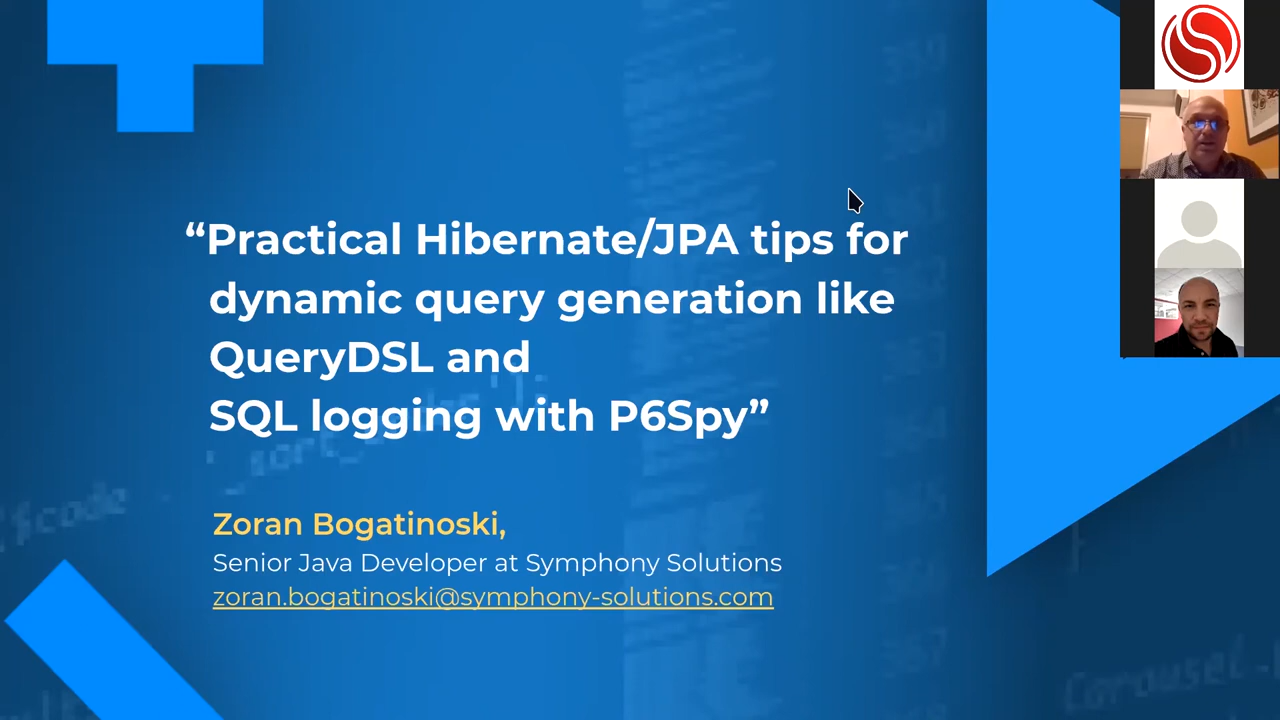 “Practical Hibernate/JPA tips for
dynamic query generation like
QueryDSL and
SQL logging with P6Spy”
Zoran Bogatinoski,
Senior Java Developer at Symphony Solutions
zoran.bogatinoski@symphony-solutions.com